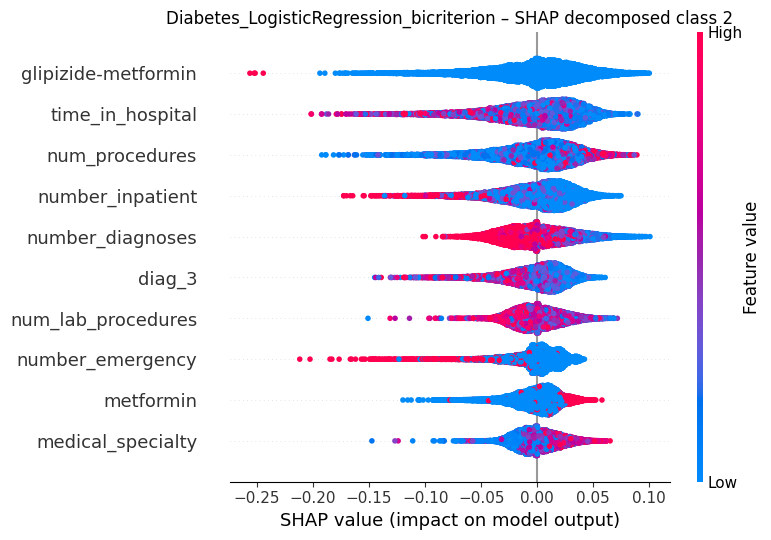 Diabetes_LogisticRegression_bicriterion – SHAP decomposed class 2
High
glipizide-metformin
time_in_hospital
num_procedures
number_inpatient
number_diagnoses
diag_3
num_lab_procedures
number_emergency
metformin
medical_specialty
Feature value
Low
−0.25 −0.20 −0.15 −0.10 −0.05 0.00 0.05 0.10
SHAP value (impact on model output)